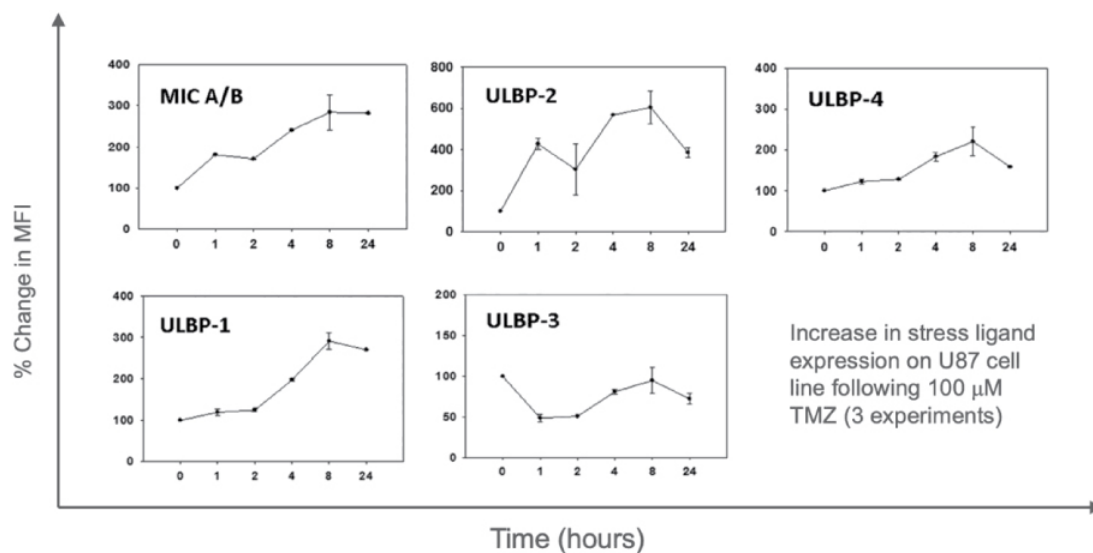 % Change in MFI
MIC A/B
400
300
200
100
0
0 1 2 4 8 24
ULBP-2
800
600
400
200
0
0 1 2 4 8 24
ULBP-4
400
300
200
100
0
0 1 2 4 8 24
ULBP-1
400
300
200
100
0
0 1 2 4 8 24
ULBP-3
200
150
100
50
0
0 1 2 4 8 24
Increase in stress ligand
expression on U87 cell
line following 100 μM
TMZ (3 experiments)
Time (hours)